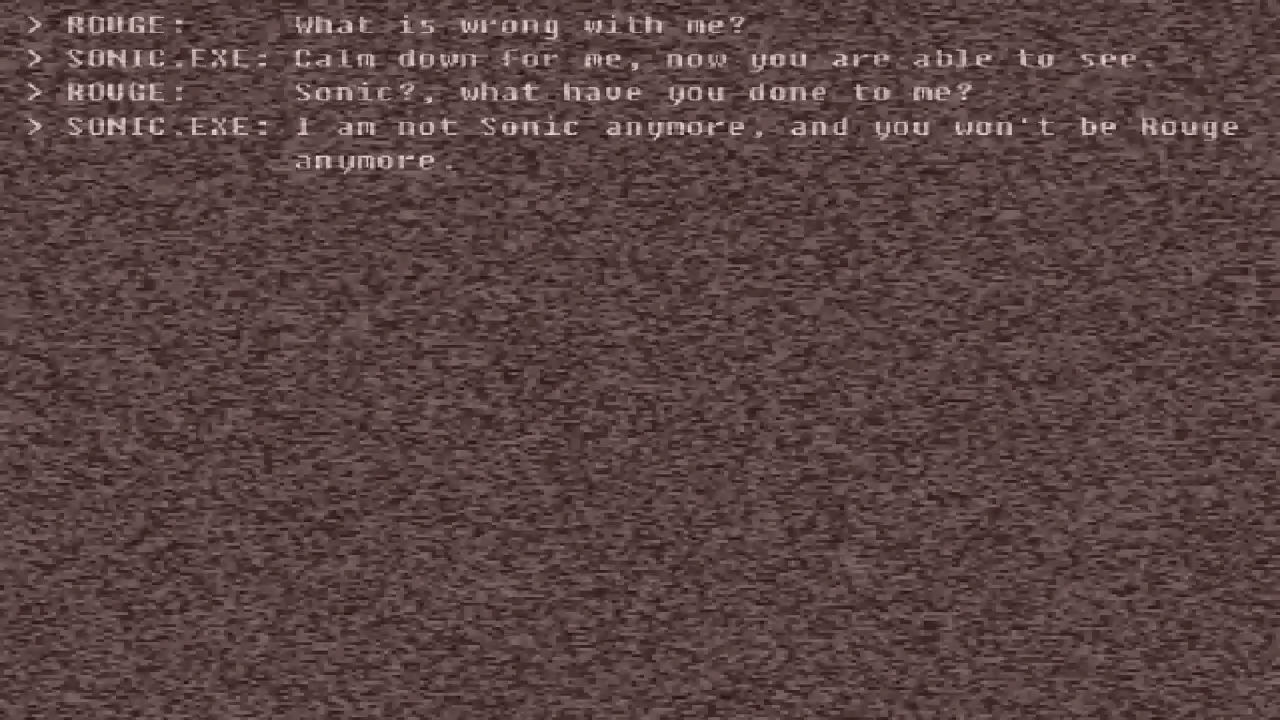 > ROUGE: What is wrong with me?
> SONIC.EXE: Calm down for me, now you are able to see.
> ROUGE: Sonic?, what have you done to me?
> SONIC.EXE: I am not Sonic anymore, and you won't be Rouge
anymore.